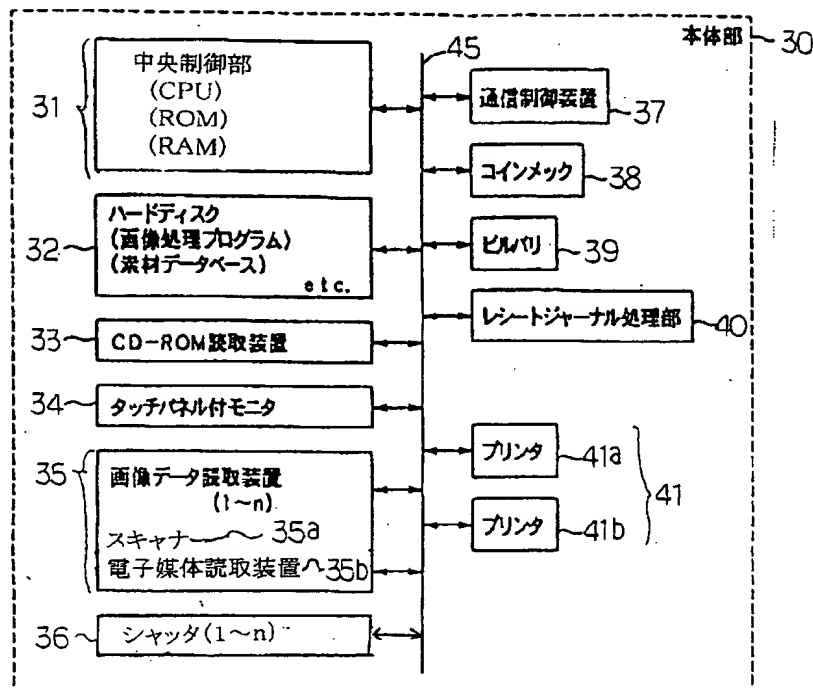 本体部 30
45
31
中央制御部
(CPU)
(ROM)
(RAM)
32
ハードディスク
(画像処理プログラム)
(素材データベース)
etc.
33
CD-ROM読取装置
34
タッチパネル付モニタ
35
画像データ読取装置
(1~n)
スキャナ 35a
電子媒体読取装置 35b
36
シャッタ(1~n)
通信制御装置
37
コインメック
38
ビルバリ
39
レシートジャーナル処理部
40
プリンタ
41a
プリンタ
41b
41